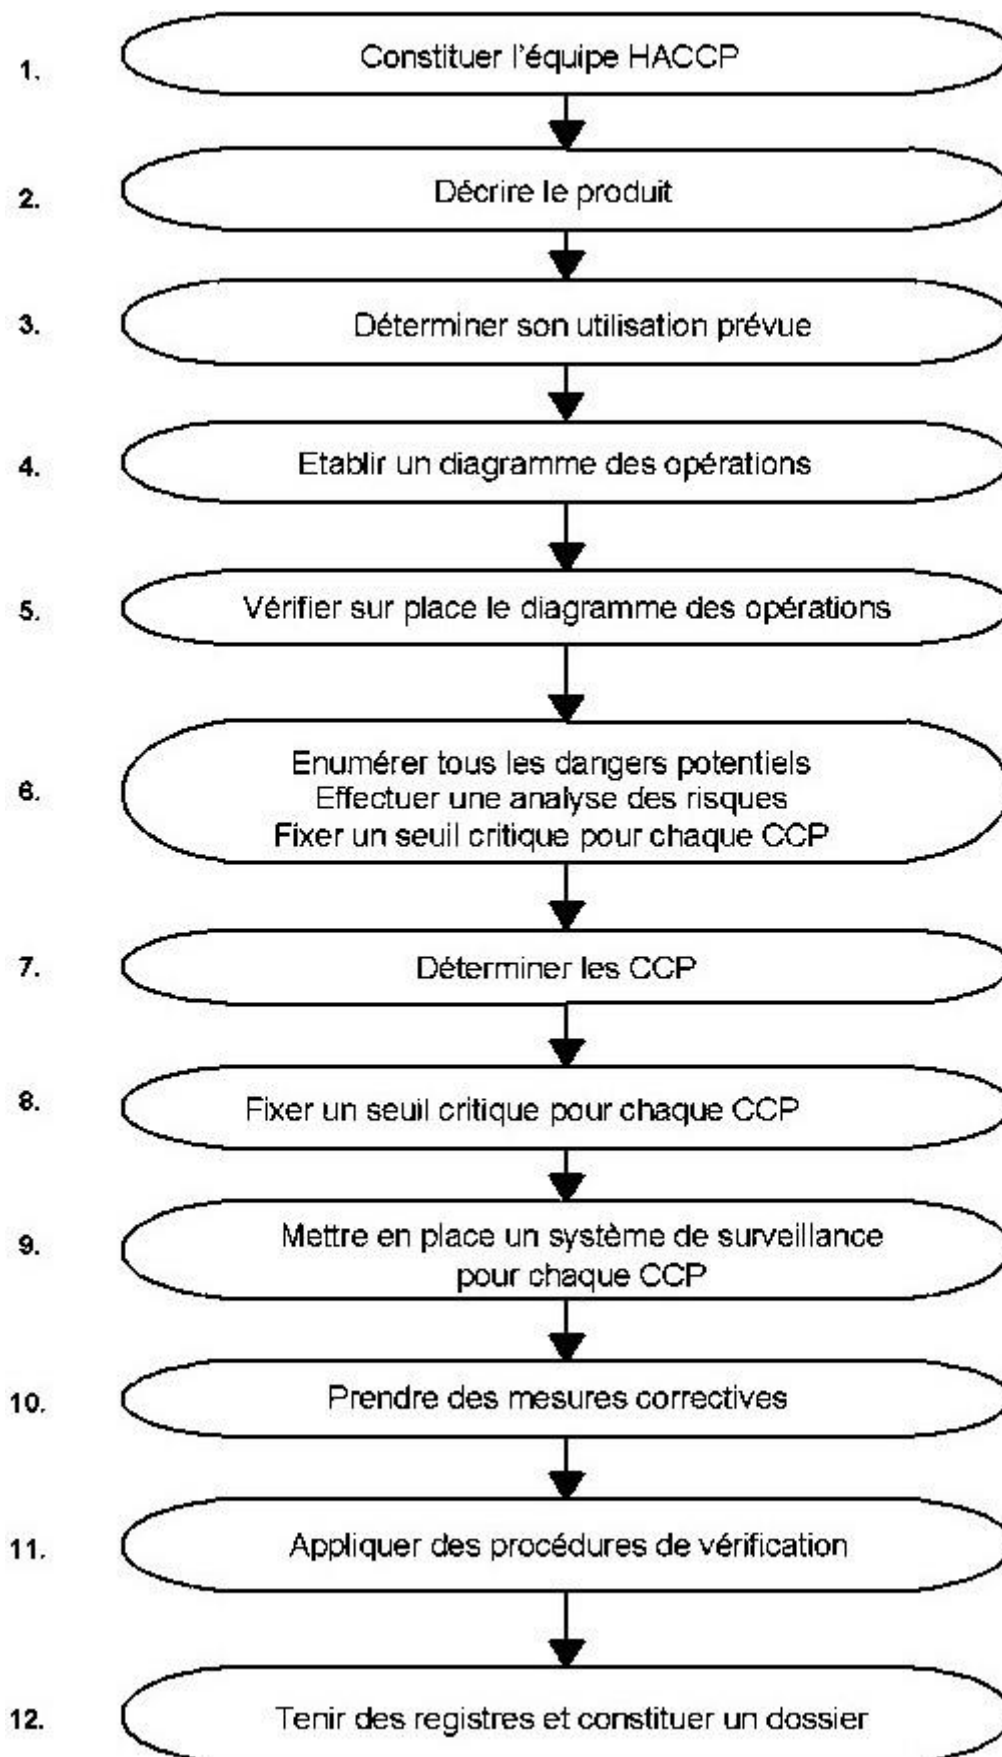 1. Constituer l'équipe HACCP
2. Décrire le produit
3. Déterminer son utilisation prévue
4. Etablir un diagramme des opérations
5. Vérifier sur place le diagramme des opérations
Enumérer tous les dangers potentiels
6. Effectuer une analyse des risques
Fixer un seuil critique pour chaque CCP
7. Déterminer les CCP
8. Fixer un seuil critique pour chaque CCP
9. Mettre en place un système de surveillance
pour chaque CCP
10. Prendre des mesures correctives
11. Appliquer des procédures de vérification
12. Tenir des registres et constituer un dossier